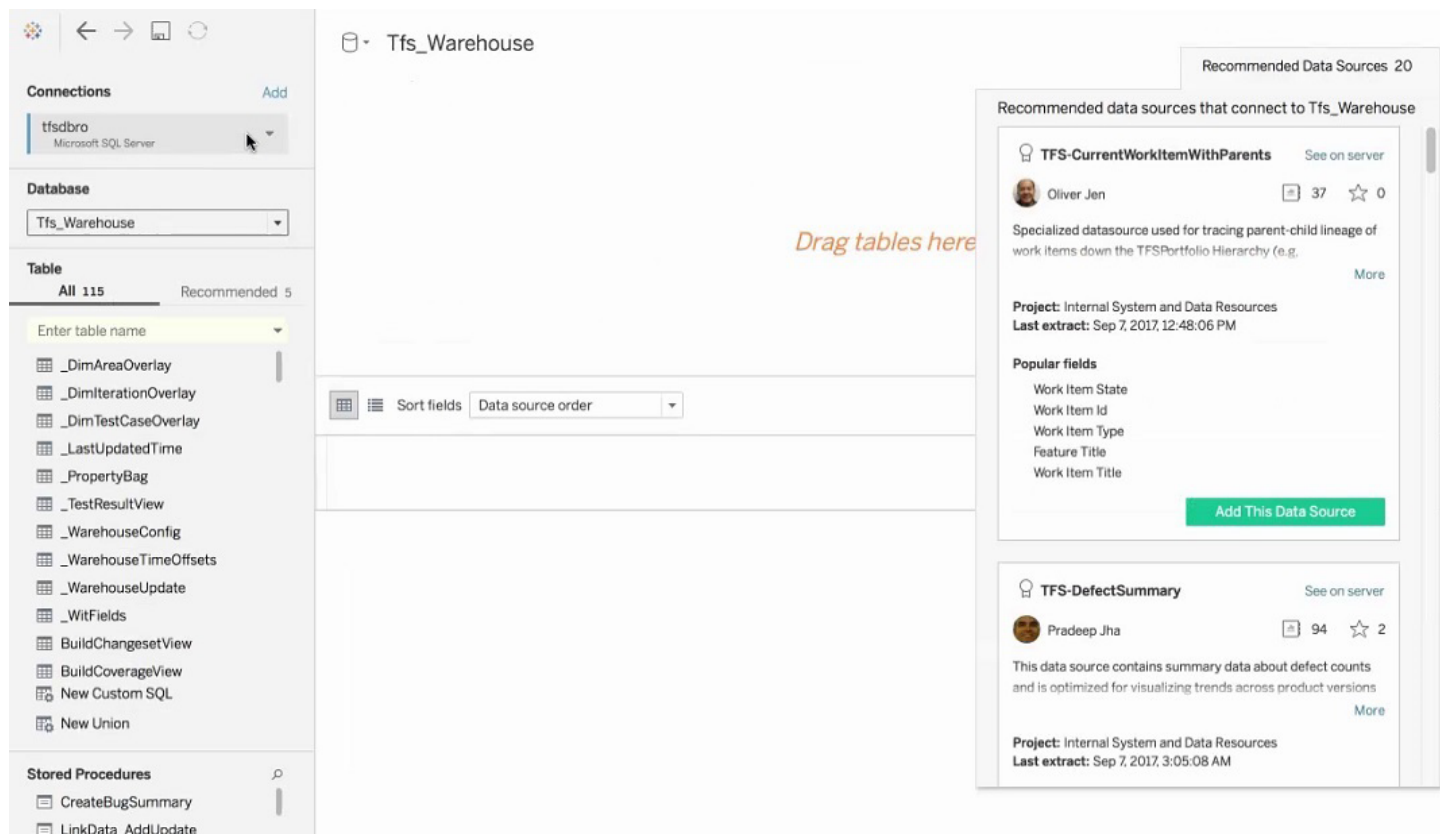 Tfs_Warehouse
Connections Add
tfsdbro
Microsoft SQL Server
Database
Tfs_Warehouse
Table
All 115 Recommended 5
Enter table name
_DimAreaOverlay
_DimIterationOverlay
_DimTestCaseOverlay
_LastUpdatedTime
_PropertyBag
_TestResultView
_WarehouseConfig
_WarehouseTimeOffsets
_WarehouseUpdate
_WitFields
BuildChangesetView
BuildCoverageView
New Custom SQL
New Union
Stored Procedures
CreateBugSummary
LinkData_AddUpdate
Drag tables here
Sort fields Data source order
Recommended Data Sources 20
Recommended data sources that connect to Tfs_Warehouse
TFS-CurrentWorkItemWithParents See on server
Oliver Jen 37 0
Specialized datasource used for tracing parent-child lineage of
work items down the TFSPortfolio Hierarchy (e.g,
More
Project: Internal System and Data Resources
Last extract: Sep 7, 2017, 12:48:06 PM
Popular fields
Work Item State
Work Item Id
Work Item Type
Feature Title
Work Item Title
Add This Data Source
TFS-DefectSummary See on server
Pradeep Jha 94 2
This data source contains summary data about defect counts
and is optimized for visualizing trends across product versions
More
Project: Internal System and Data Resources
Last extract: Sep 7, 2017, 3:05:08 AM